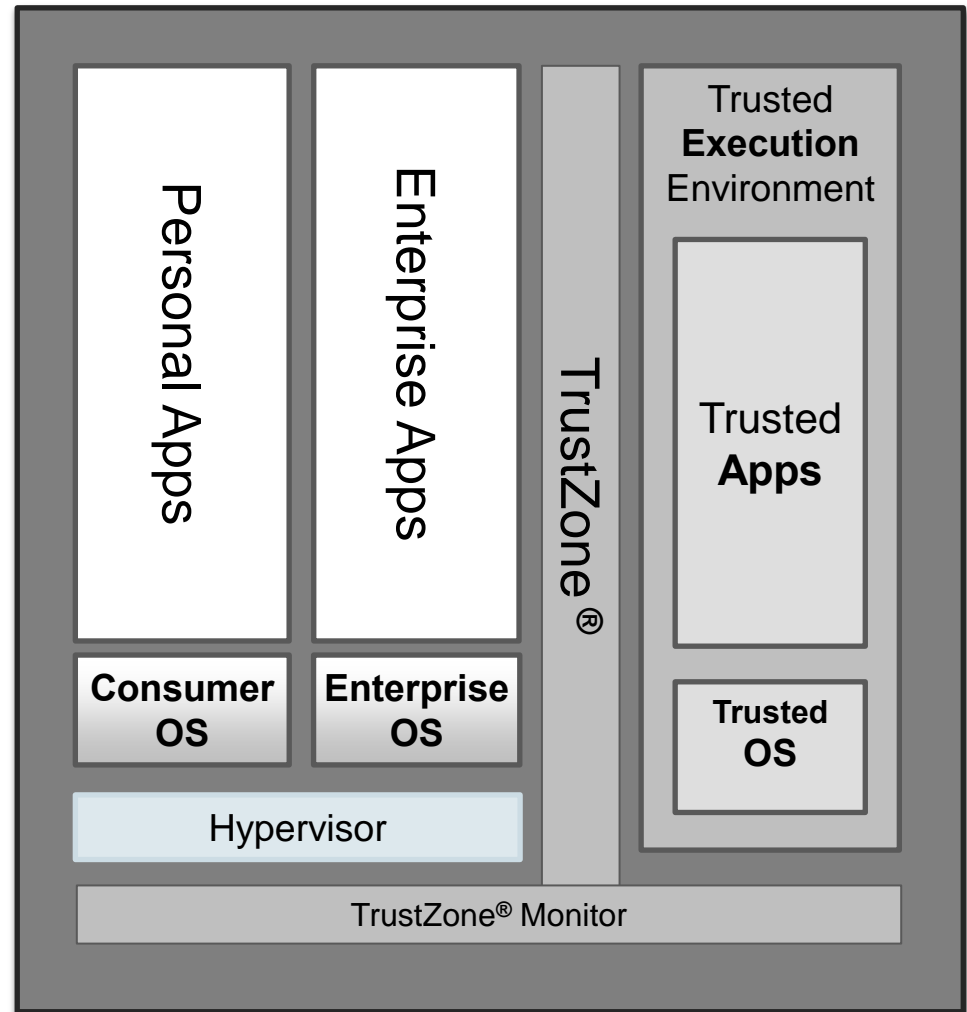 Personal Apps
Enterprise Apps
TrustZone®
Trusted
Execution
Environment
Trusted
Apps
Consumer
OS
Enterprise
OS
Trusted
OS
Hypervisor
TrustZone® Monitor